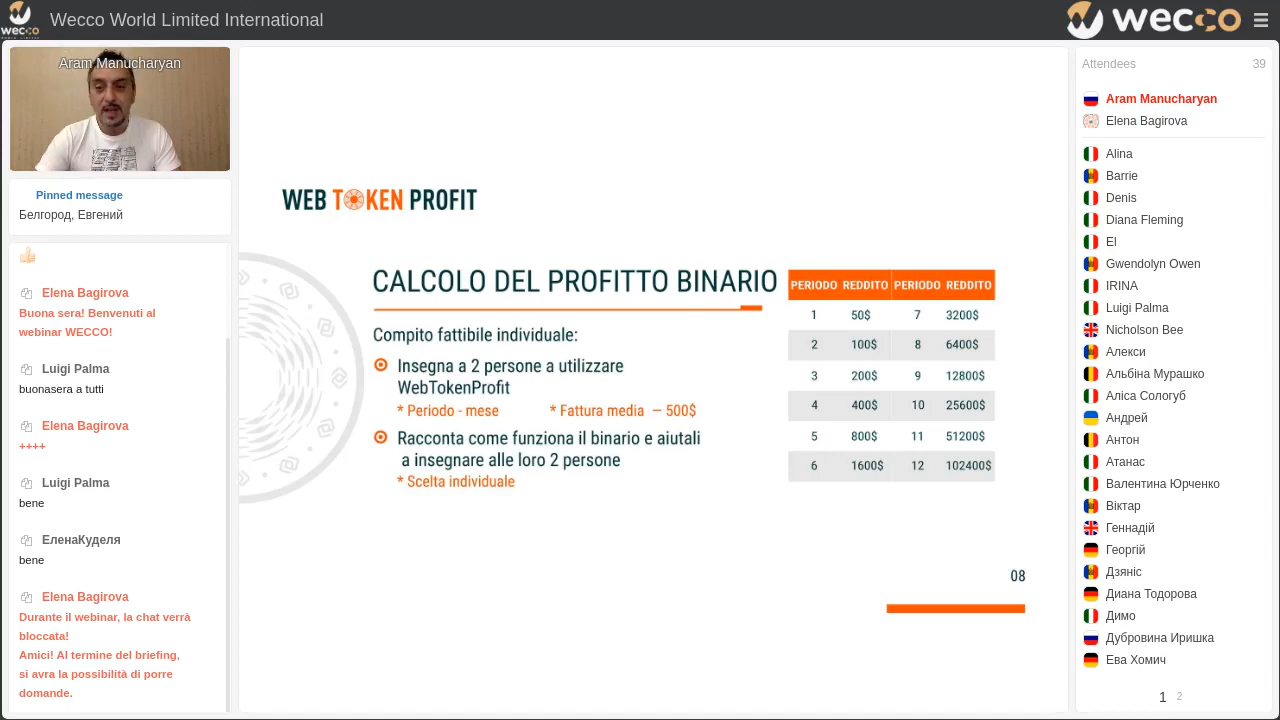 wecco
Wecco World Limited International
wecco
Aram Manucharyan
Pinned message
Белгород, Евгений
Elena Bagirova
Buona sera! Benvenuti al
webinar WECCO!
Luigi Palma
buonasera a tutti
Elena Bagirova
++++
Luigi Palma
bene
ЕленаКуделя
bene
Elena Bagirova
Durante il webinar, la chat verrà
bloccata!
Amici! Al termine del briefing,
si avra la possibilità di porre
domande.
WEB TOKEN PROFIT
CALCOLO DEL PROFITTO BINARIO
Compito fattibile individuale:
Insegna a 2 persone a utilizzare
WebTokenProfit
* Periodo - mese * Fattura media – 500$
Racconta come funziona il binario e aiutali
a insegnare alle loro 2 persone
* Scelta individuale
PERIODO REDDITO PERIODO REDDITO
1 50$ 7 3200$
2 100$ 8 6400$
3 200$ 9 12800$
4 400$ 10 25600$
5 800$ 11 51200$
6 1600$ 12 102400$
08
Attendees 39
Aram Manucharyan
Elena Bagirova
Alina
Barrie
Denis
Diana Fleming
El
Gwendolyn Owen
IRINA
Luigi Palma
Nicholson Bee
Алекси
Альбіна Мурашко
Аліса Сологуб
Андрей
Антон
Атанас
Валентина Юрченко
Віктар
Геннадій
Георгій
Дзяніс
Диана Тодорова
Димо
Дубровина Иришка
Ева Хомич
1 2